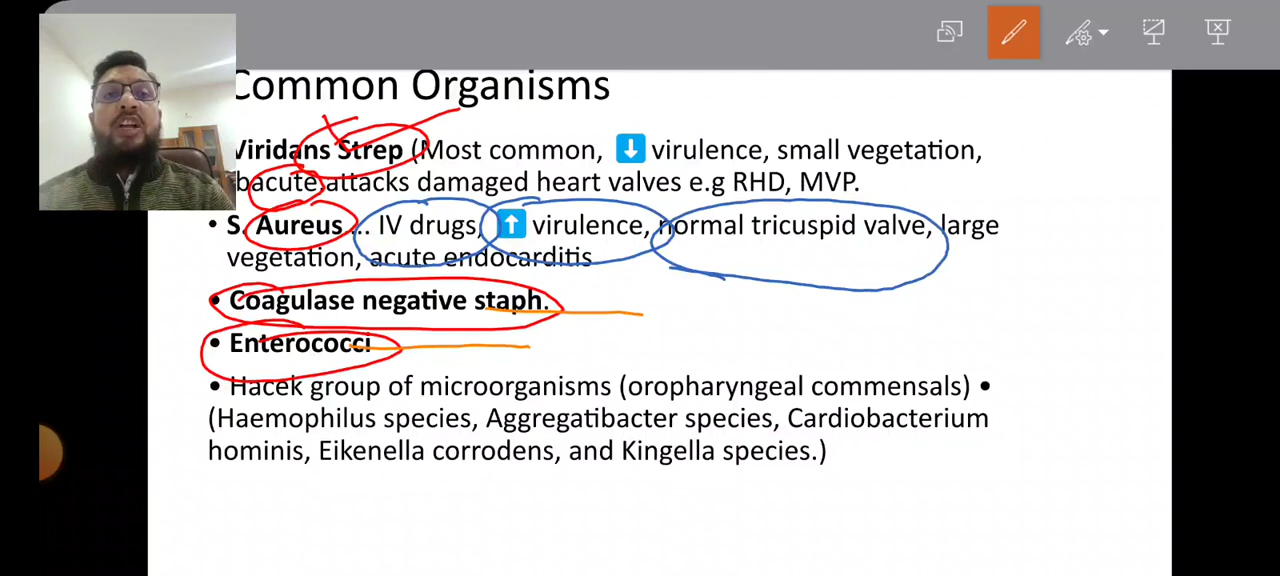 Common Organisms
Viridans Strep (Most common, ⬇ virulence, small vegetation,
bacute attacks damaged heart valves e.g RHD, MVP.
• S. Aureus... IV drugs, ⬆ virulence, normal tricuspid valve, large
vegetation, acute endocarditis
• Coagulase negative staph.
• Enterococci
• Hacek group of microorganisms (oropharyngeal commensals) •
(Haemophilus species, Aggregatibacter species, Cardiobacterium
hominis, Eikenella corrodens, and Kingella species.)